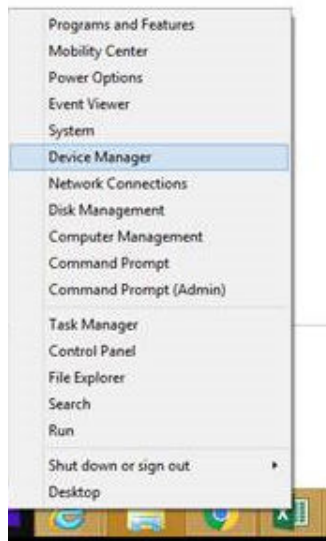 Programs and Features
Mobility Center
Power Options
Event Viewer
System
Device Manager
Network Connections
Disk Management
Computer Management
Command Prompt
Command Prompt (Admin)
Task Manager
Control Panel
File Explorer
Search
Run
Shut down or sign out
Desktop